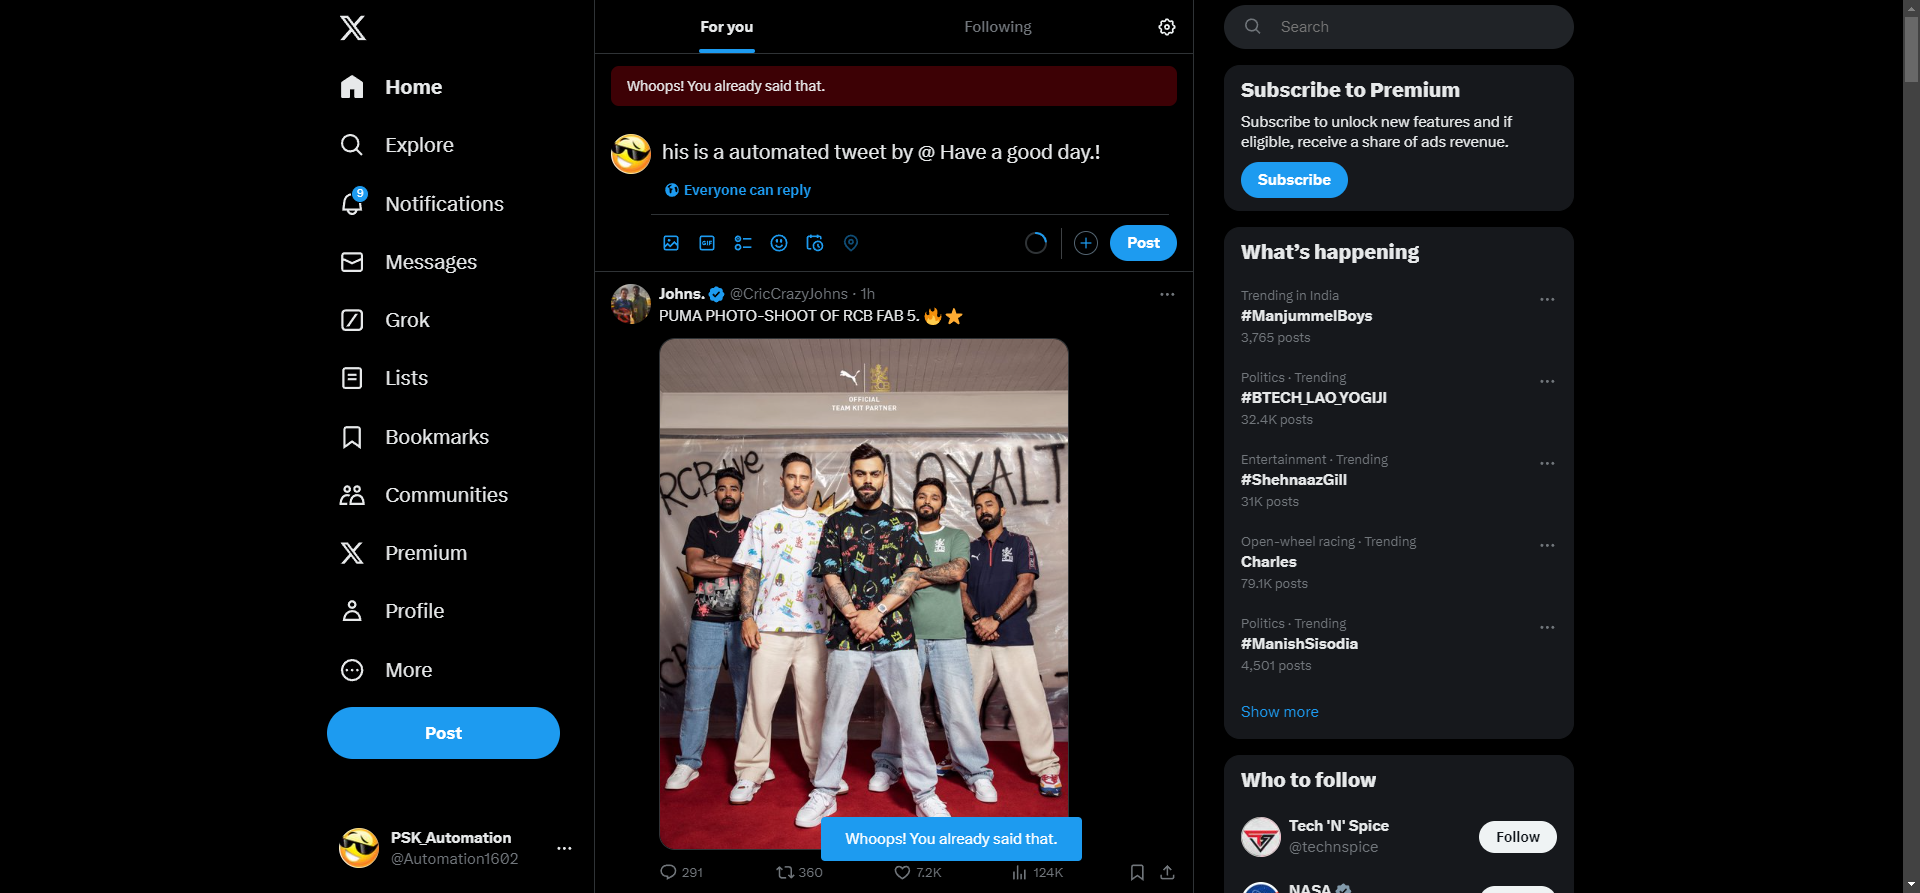 Home
Explore
9
Notifications
Messages
Grok
Lists
Bookmarks
Communities
Premium
Profile
More
Post
PSK_Automation
@Automation1602
For you
Following
Whoops! You already said that.
his is a automated tweet by @ Have a good day.!
Everyone can reply
GIF
Post
Johns. @CricCrazyJohns · 1h
PUMA PHOTO-SHOOT OF RCB FAB 5. 🔥⭐
OFFICIAL
TEAM KIT PARTNER
RCB We
LOYALT
Whoops! You already said that.
291
360
7.2K
124K
Search
Subscribe to Premium
Subscribe to unlock new features and if
eligible, receive a share of ads revenue.
Subscribe
What's happening
Trending in India
#ManjummelBoys
3,765 posts
Politics · Trending
#BTECH_LAO_YOGIJI
32.4K posts
Entertainment · Trending
#ShehnaazGill
31K posts
Open-wheel racing · Trending
Charles
79.1K posts
Politics · Trending
#ManishSisodia
4,501 posts
Show more
Who to follow
Tech 'N' Spice
@technspice
Follow
NASA